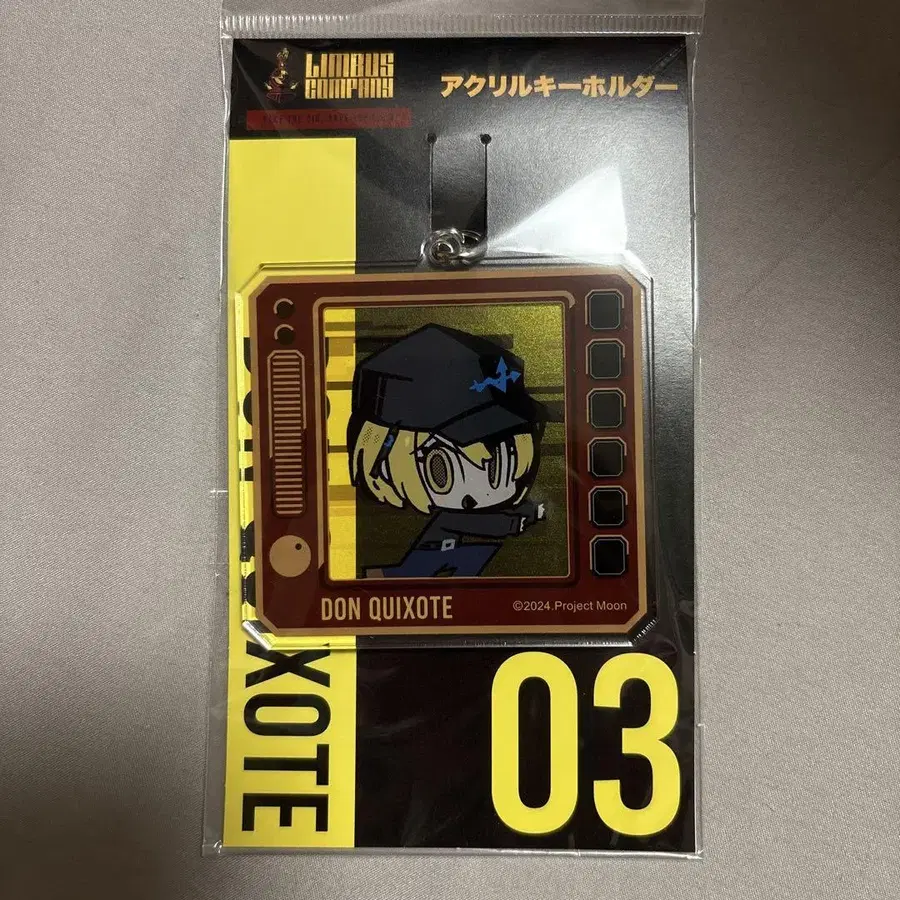 LIMBUS
COMPANY
アクリルキーホルダー
DON QUIXOTE
©2024.Project Moon
XOTE
03